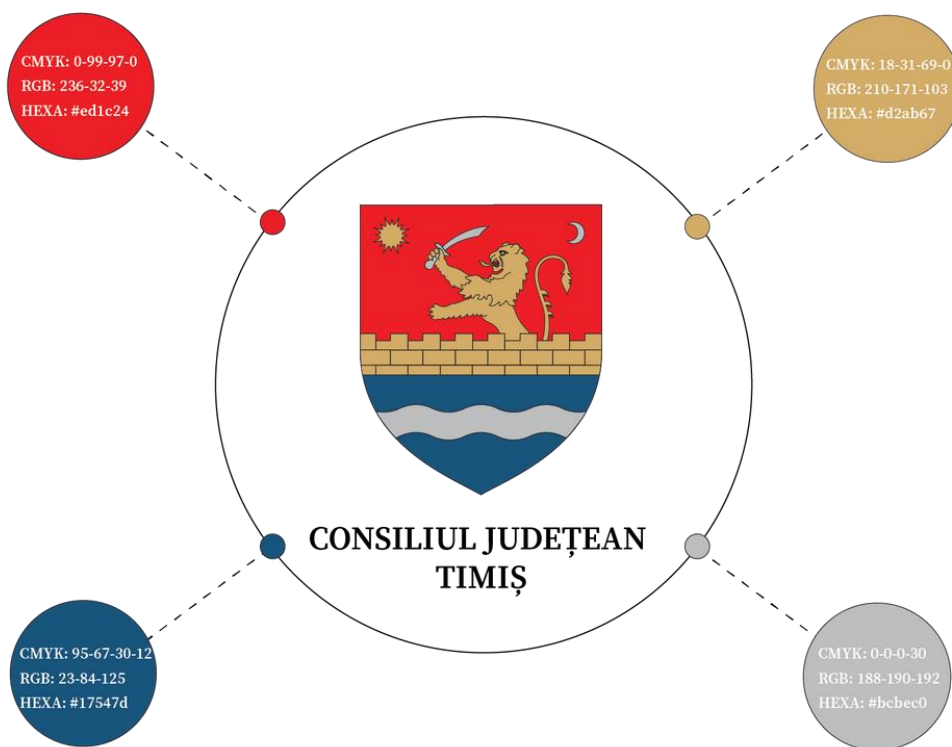 CMYK: 0-99-97-0
RGB: 236-32-39
HEXA: #ed1c24
CMYK: 18-31-69-0
RGB: 210-171-103
HEXA: #d2ab67
CONSILIUL JUDEȚEAN
TIMIȘ
CMYK: 95-67-30-12
RGB: 23-84-125
HEXA: #17547d
CMYK: 0-0-0-30
RGB: 188-190-192
HEXA: #bcbec0